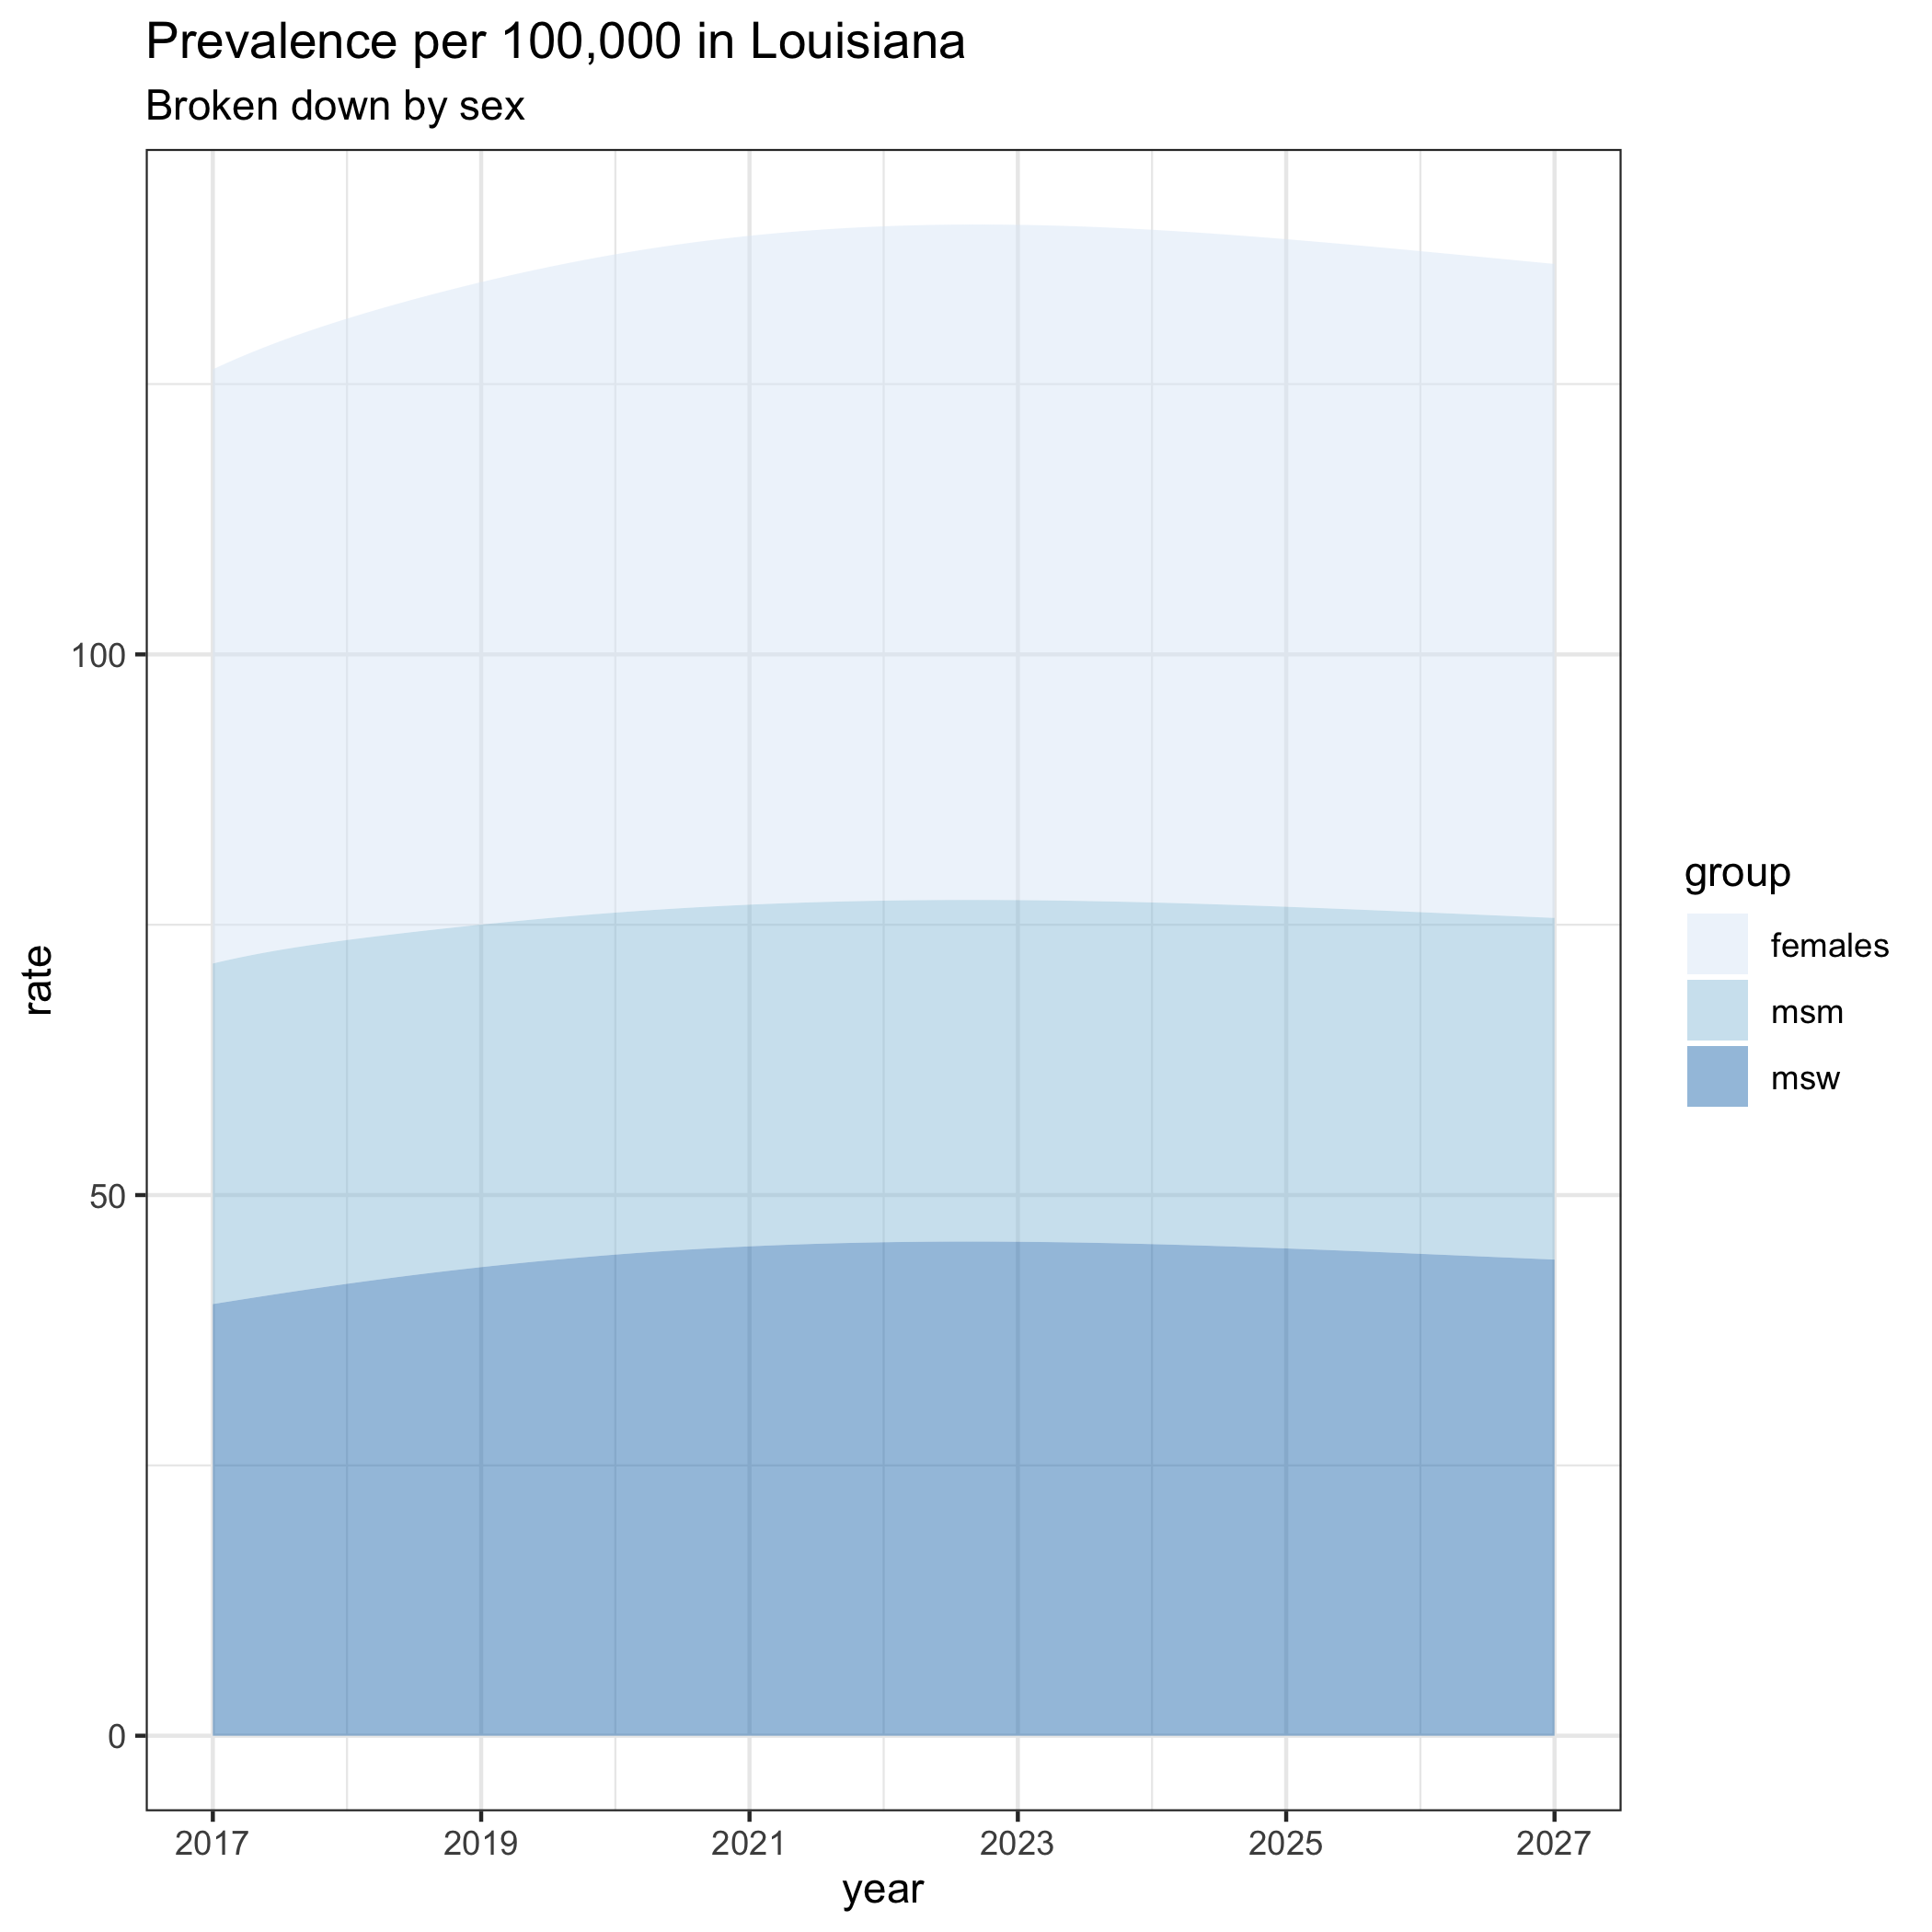 Prevalence per 100,000 in Louisiana
Broken down by sex
100
50
0
rate
2017 2019 2021 2023 2025 2027
year
group
females
msm
msw